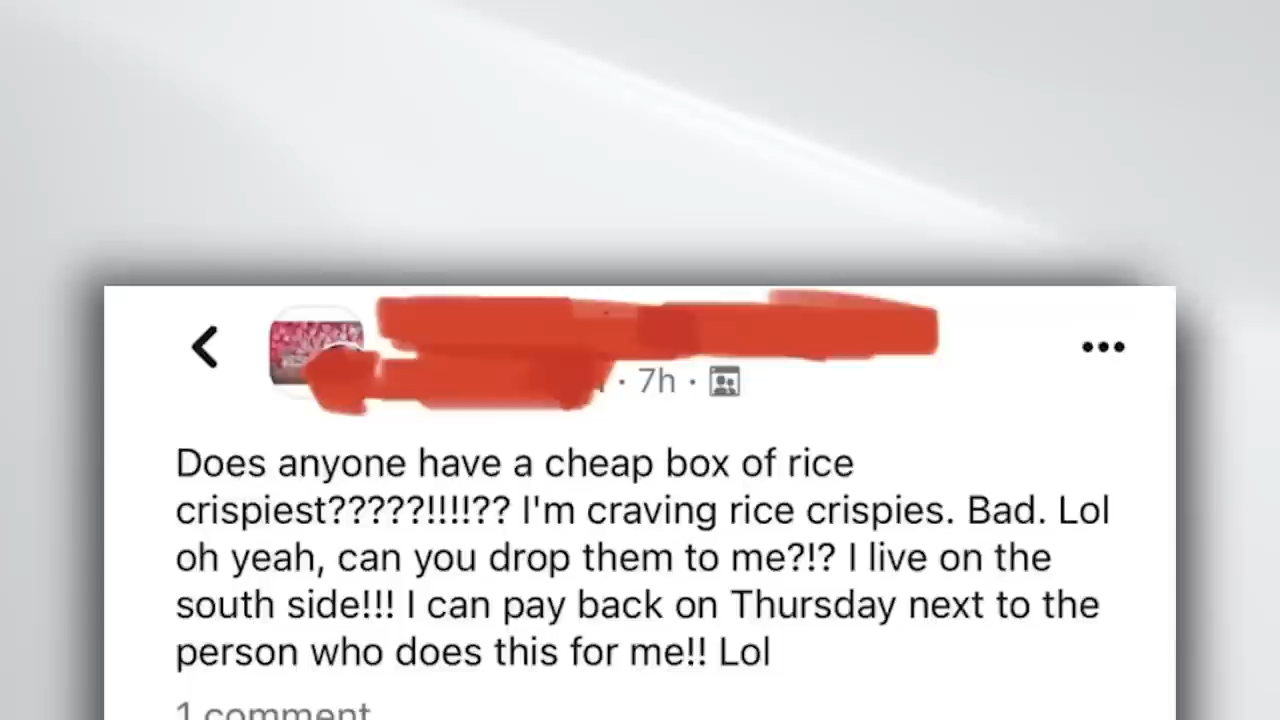 · 7h ·
Does anyone have a cheap box of rice
crispiest?????!!!!?? I'm craving rice crispies. Bad. Lol
oh yeah, can you drop them to me?!? I live on the
south side!!! I can pay back on Thursday next to the
person who does this for me!! Lol
1 comment